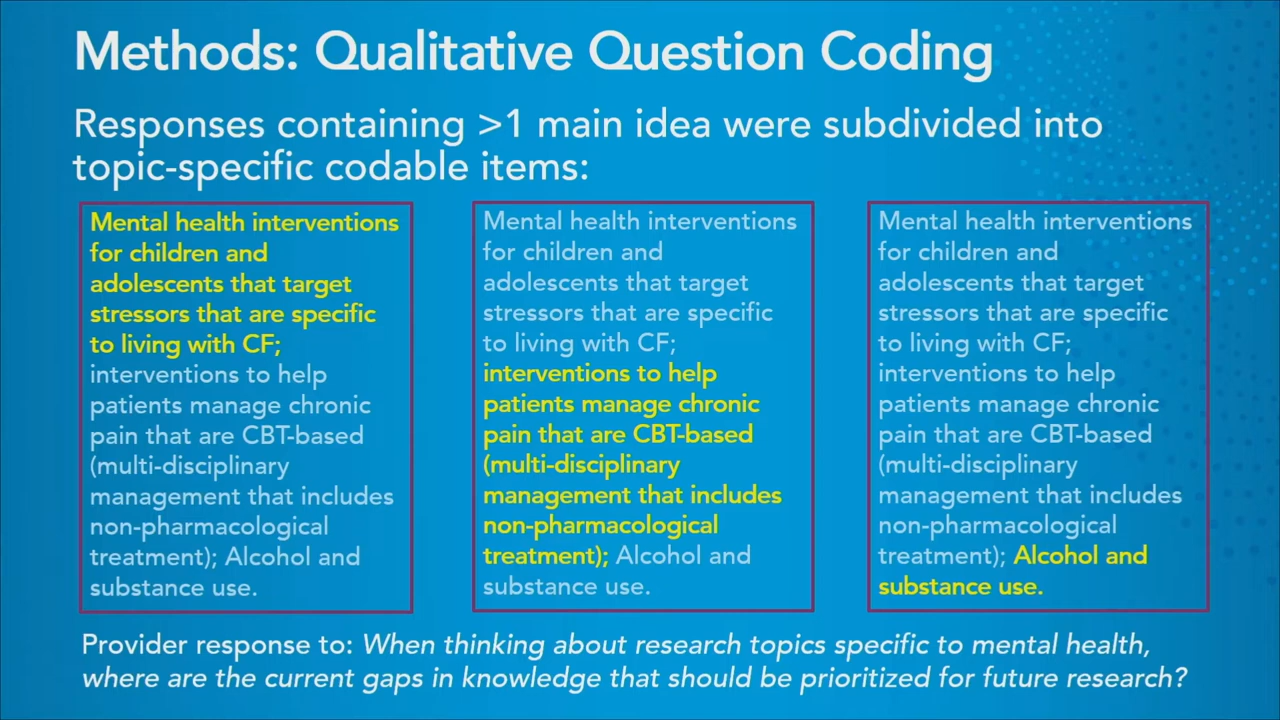 Methods: Qualitative Question Coding
Responses containing >1 main idea were subdivided into
topic-specific codable items:
Mental health interventions
for children and
adolescents that target
stressors that are specific
to living with CF;
interventions to help
patients manage chronic
pain that are CBT-based
(multi-disciplinary
management that includes
non-pharmacological
treatment); Alcohol and
substance use.
Mental health interventions
for children and
adolescents that target
stressors that are specific
to living with CF;
interventions to help
patients manage chronic
pain that are CBT-based
(multi-disciplinary
management that includes
non-pharmacological
treatment); Alcohol and
substance use.
Mental health interventions
for children and
adolescents that target
stressors that are specific
to living with CF;
interventions to help
patients manage chronic
pain that are CBT-based
(multi-disciplinary
management that includes
non-pharmacological
treatment); Alcohol and
substance use.
Provider response to: When thinking about research topics specific to mental health,
where are the current gaps in knowledge that should be prioritized for future research?